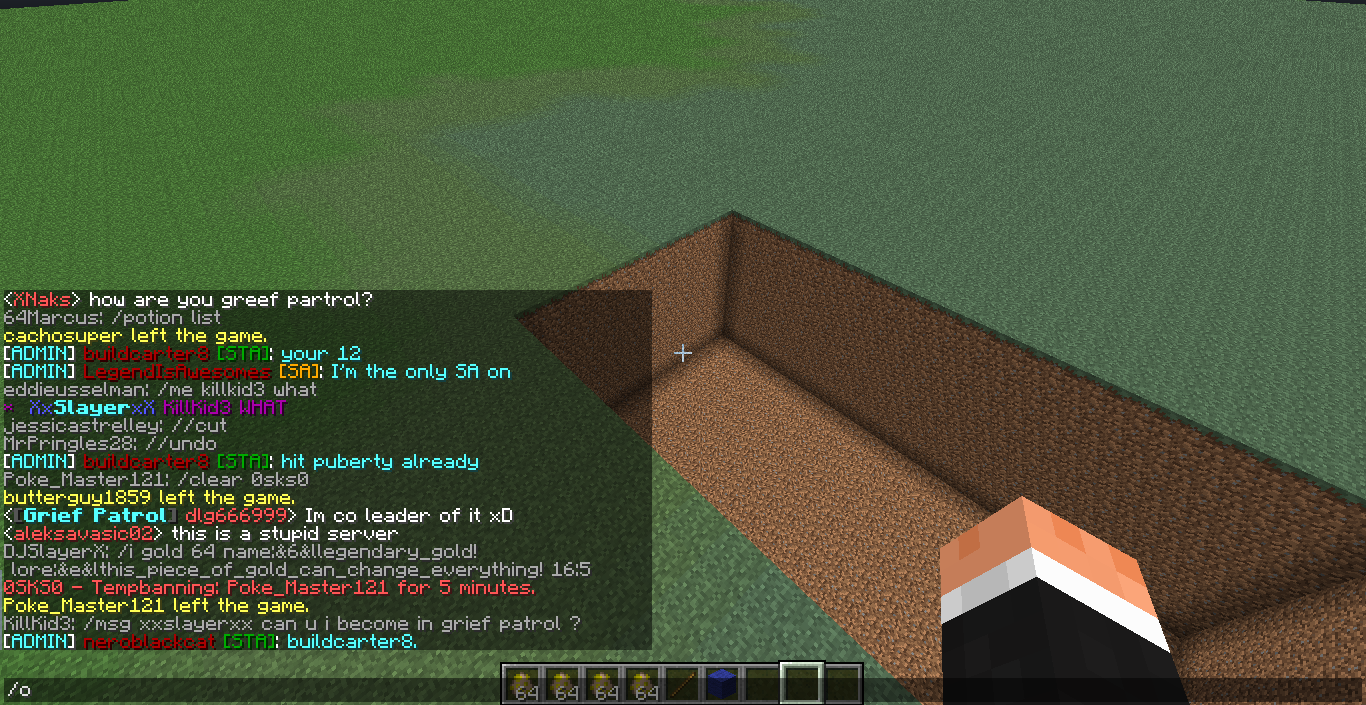 <XNaks> how are you greef partrol?
64Marcus: /potion list
cachosuper left the game.
[ADMIN] buildcarter8 [STA]: your 12
[ADMIN] LegendIsAwesomes [SA]: I'm the only SA on
eddieusselman: /me killkid3 what
* XxSlayerxX KillKid3 WHAT
jessicastrelley: //cut
MrPringles28: //undo
[ADMIN] buildcarter8 [STA]: hit puberty already
Poke_Master121: /clear 0sks0
butterguy1859 left the game.
<[Grief Patrol] dlg666999> Im co leader of it xD
<aleksavasic02> this is a stupid server
DJSlayerX: /i gold 64 name:&6&llegendary_gold!
lore:&e&lthis_piece_of_gold_can_change_everything! 16:5
0SKS0 - Tempbanning: Poke_Master121 for 5 minutes.
Poke_Master121 left the game.
KillKid3: /msg xxslayerxx can u i become in grief patrol ?
[ADMIN] neroblackcat [STA]: buildcarter8.
64 64 64 64
/o